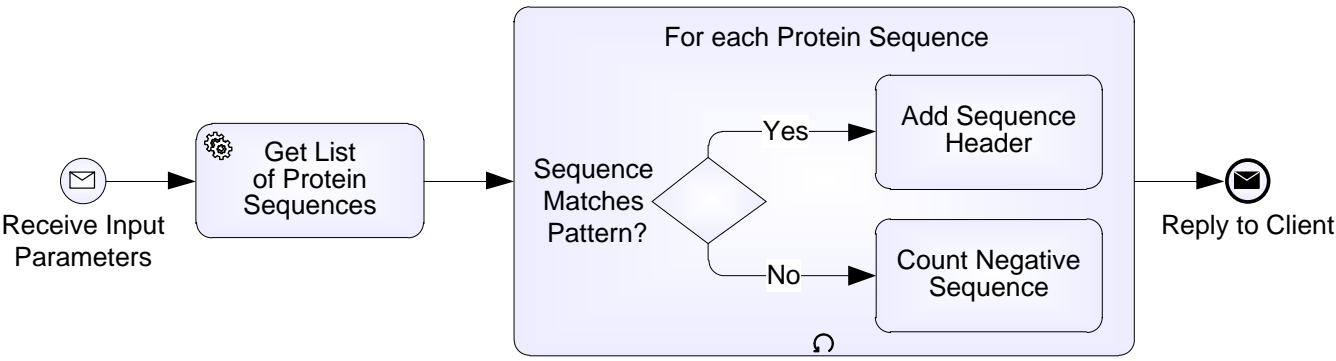 Receive Input
Parameters
Get List
of Protein
Sequences
For each Protein Sequence
Sequence
Matches
Pattern?
Yes
Add Sequence
Header
No
Count Negative
Sequence
Reply to Client